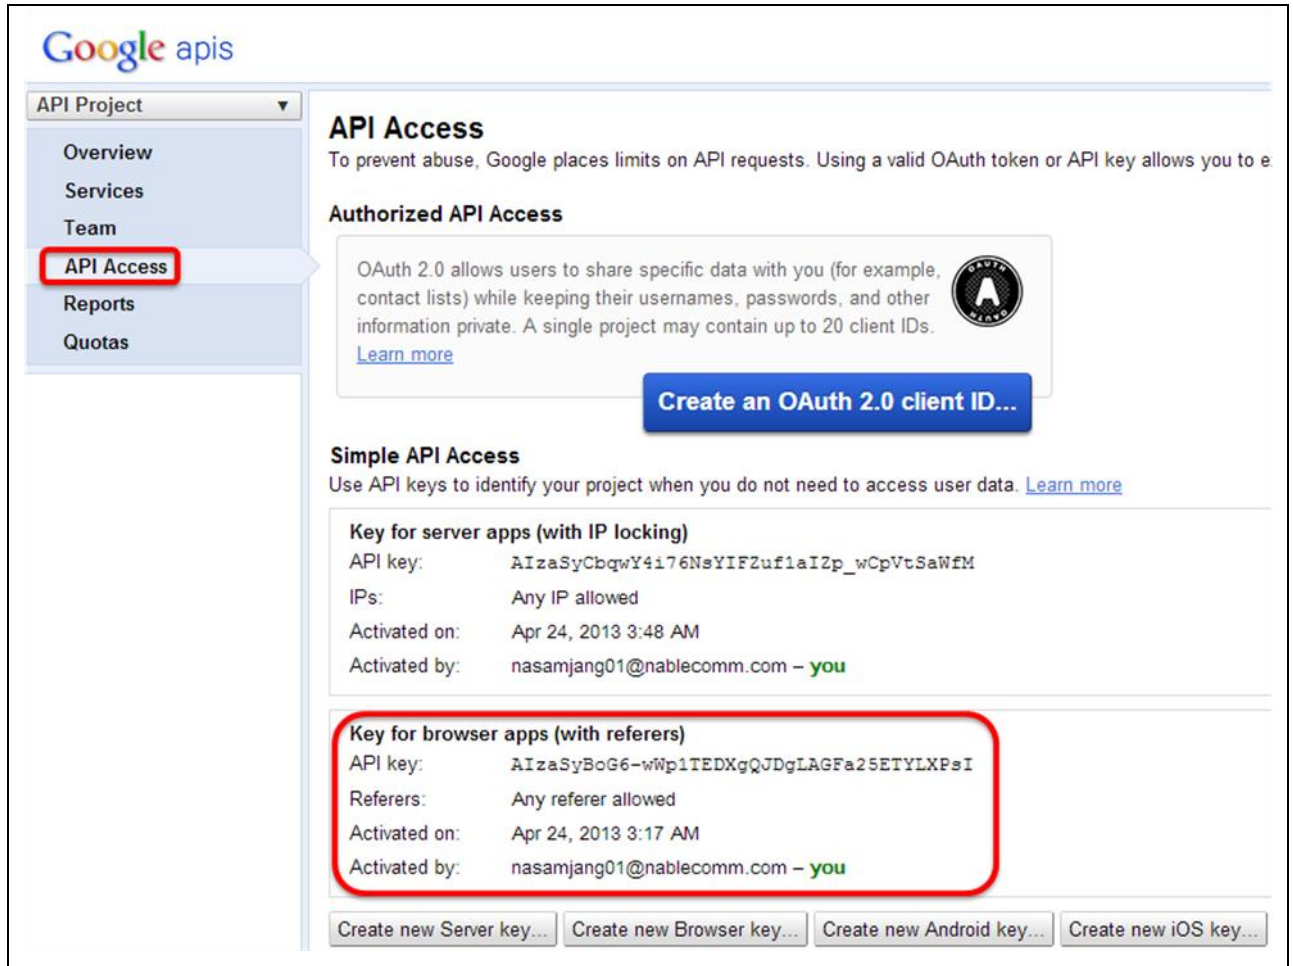 Google apis
API Project
Overview
Services
Team
API Access
Reports
Quotas
API Access
To prevent abuse, Google places limits on API requests. Using a valid OAuth token or API key allows you to e
Authorized API Access
OAuth 2.0 allows users to share specific data with you (for example,
contact lists) while keeping their usernames, passwords, and other
information private. A single project may contain up to 20 client IDs.
Learn more
OAUTH
A
OAUTH
Create an OAuth 2.0 client ID...
Simple API Access
Use API keys to identify your project when you do not need to access user data. Learn more
Key for server apps (with IP locking)
API key: AIzaSyCbqwY4i76NsYIFZuf1aIZp_wCpVtSaWfM
IPs: Any IP allowed
Activated on: Apr 24, 2013 3:48 AM
Activated by: nasamjang01@nablecomm.com – you
Key for browser apps (with referers)
API key: AIzaSyBoG6-wWp1TEDXgQJDgLAGFa25ETYLXPsI
Referers: Any referer allowed
Activated on: Apr 24, 2013 3:17 AM
Activated by: nasamjang01@nablecomm.com – you
Create new Server key... Create new Browser key... Create new Android key... Create new iOS key...